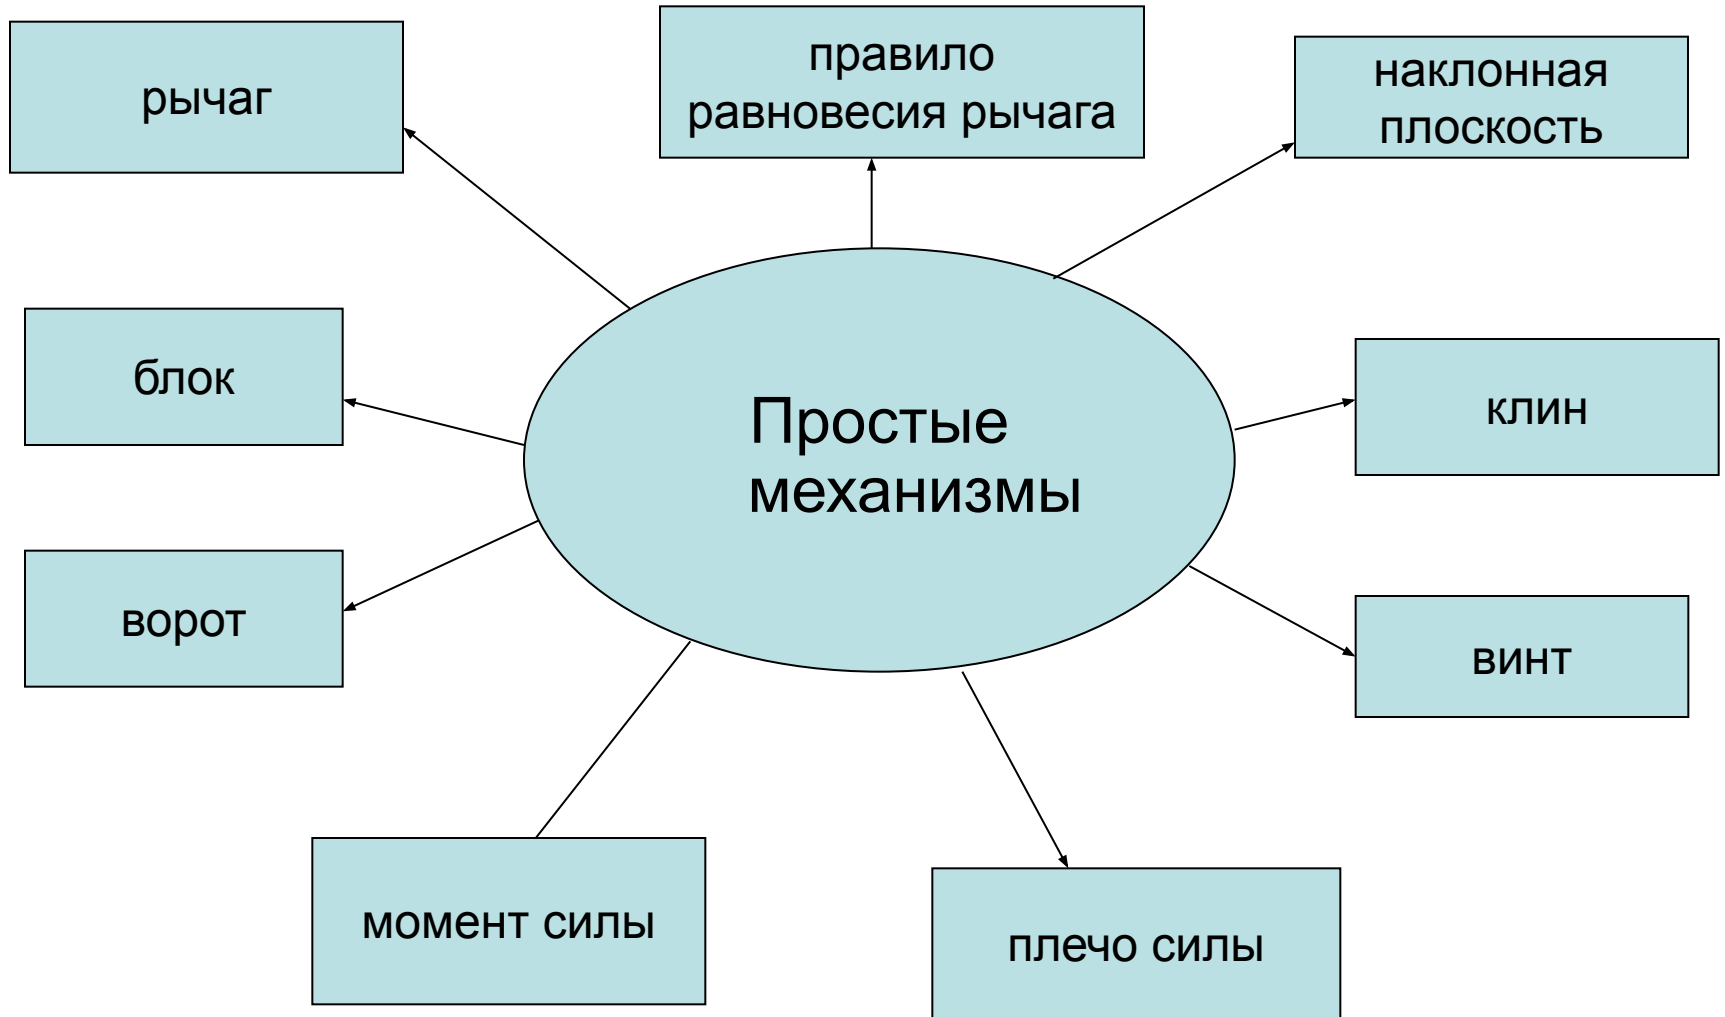 рычаг
правило
равновесия рычага
наклонная
плоскость
блок
Простые
механизмы
клин
ворот
винт
момент силы
плечо силы